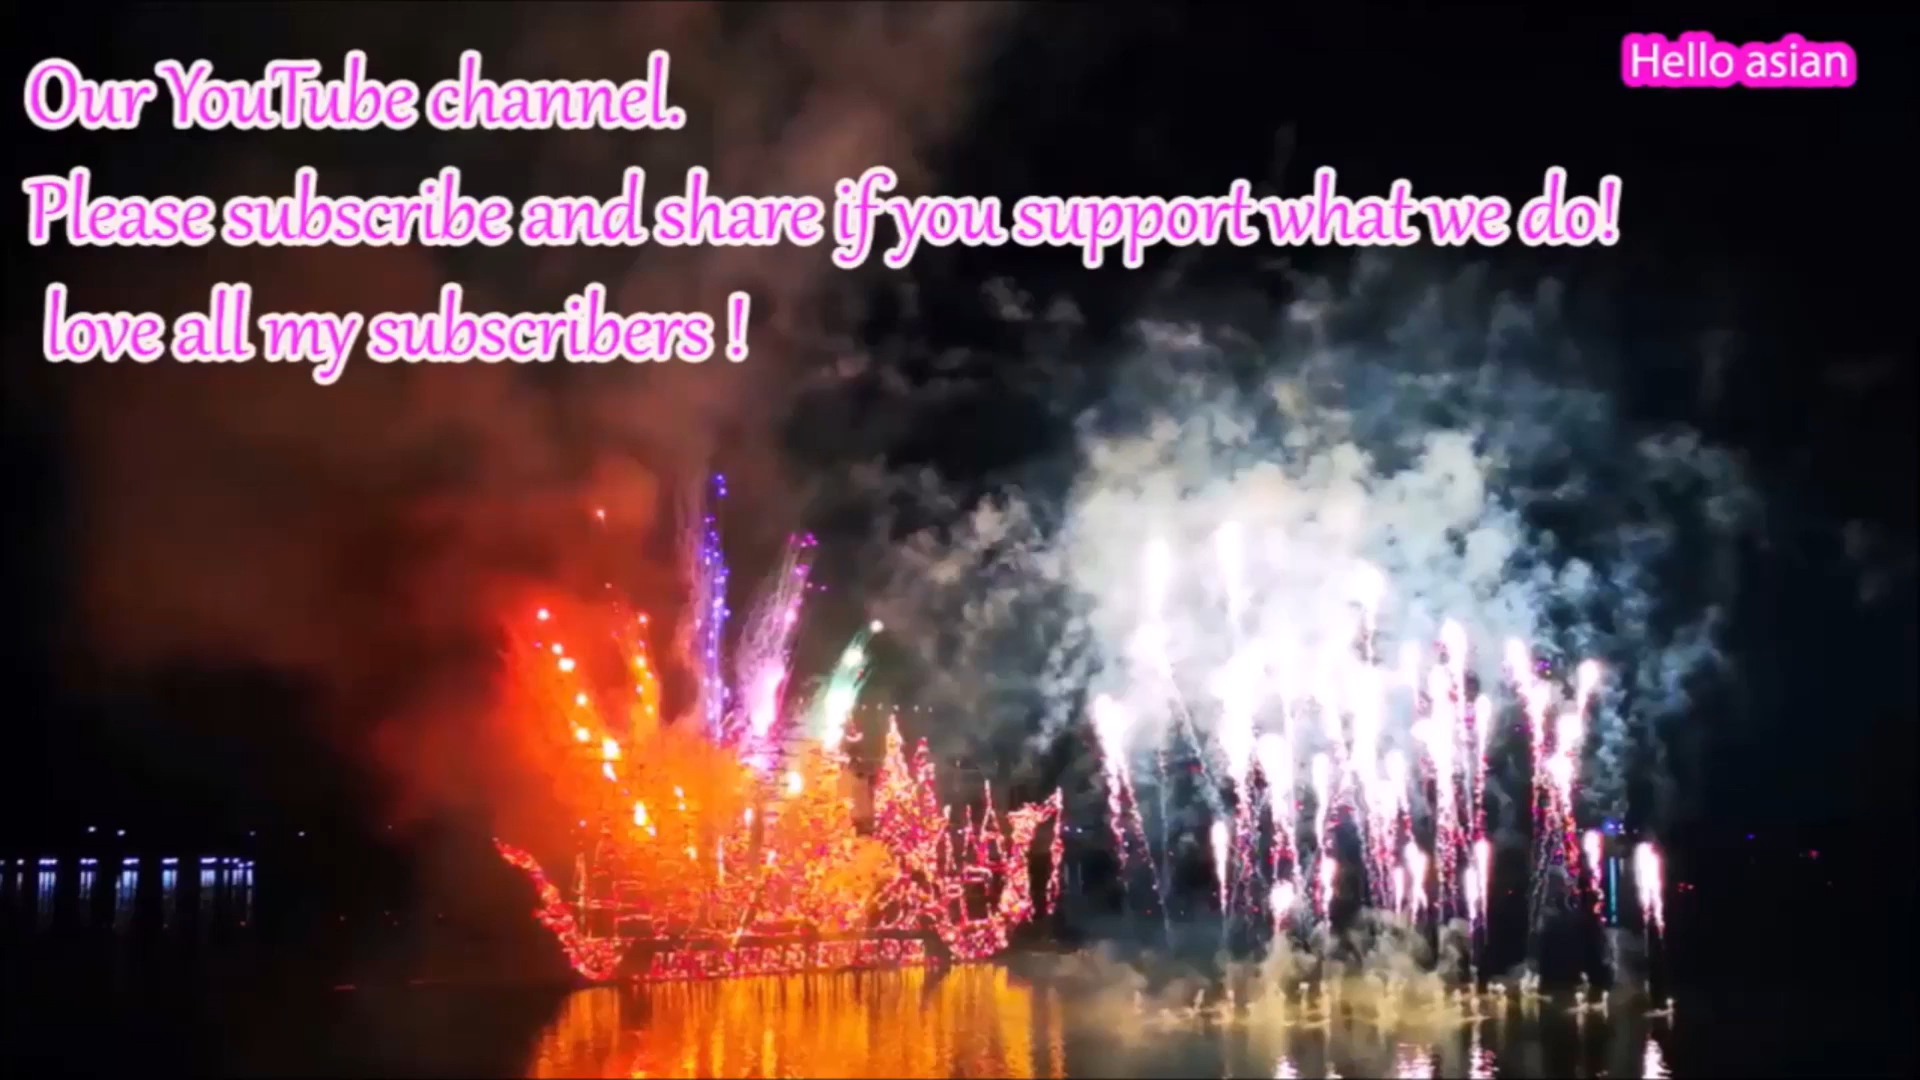 Hello asian
Our YouTube channel.
Please subscribe and share if you support what we do!
love all my subscribers !